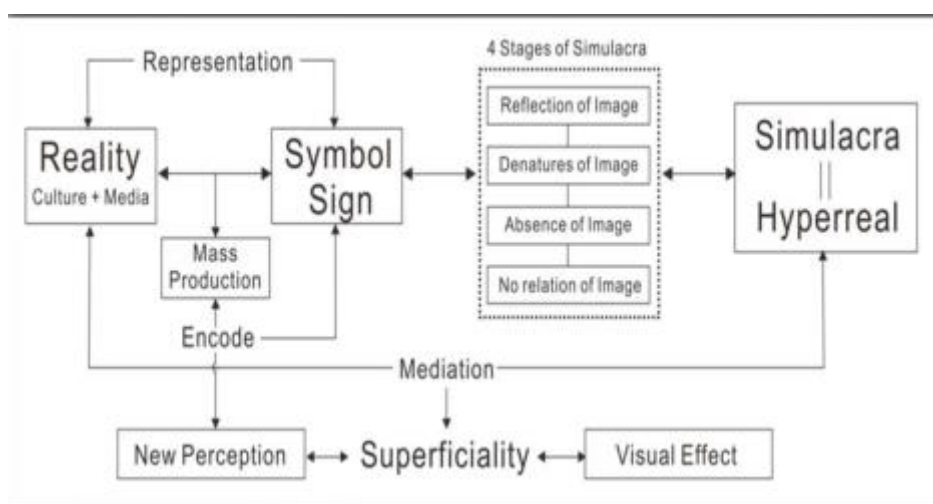 4 Stages of Simulacra
Representation
Reflection of Image
Reality
Culture + Media
Symbol
Sign
Denatures of Image
Simulacra
||
Hyperreal
Absence of Image
Mass
Production
No relation of Image
Encode
Mediation
New Perception
Superficiality
Visual Effect